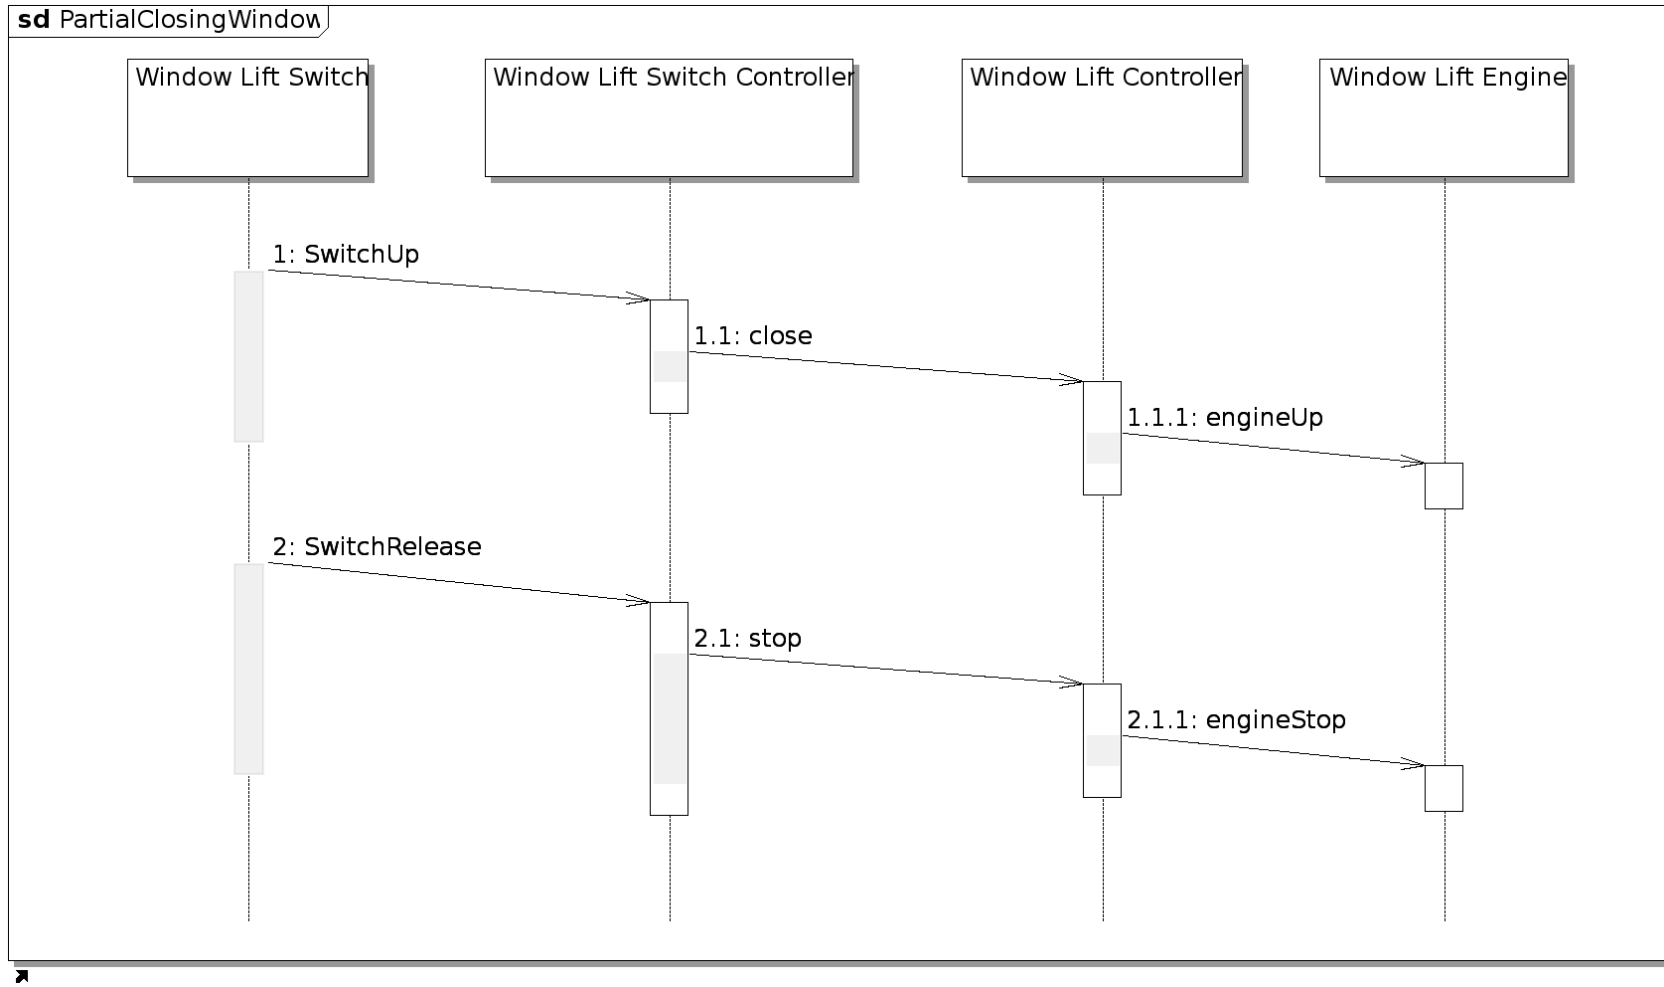 sd PartialClosingWindow
Window Lift Switch
Window Lift Switch Controller
Window Lift Controller
Window Lift Engine
1: SwitchUp
1.1: close
1.1.1: engineUp
2: SwitchRelease
2.1: stop
2.1.1: engineStop